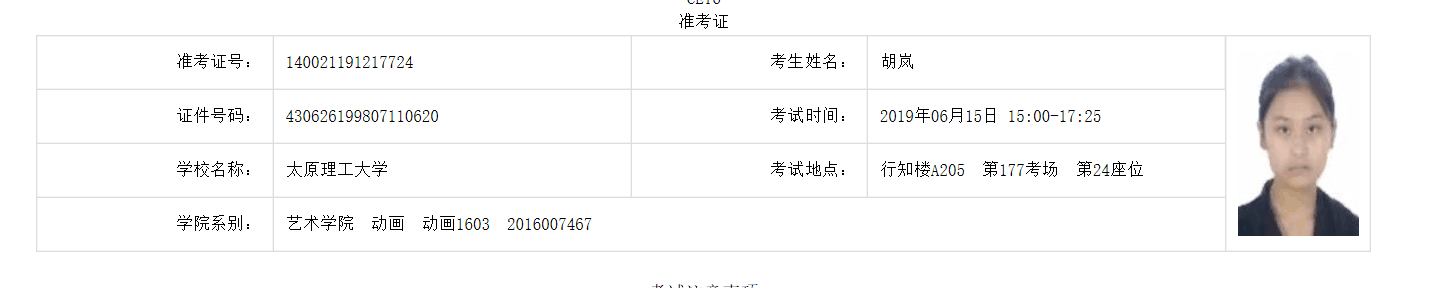 准考证
准考证号： 140021191217724 考生姓名： 胡岚
证件号码： 430626199807110620 考试时间： 2019年06月15日 15:00-17:25
学校名称： 太原理工大学 考试地点： 行知楼A205 第177考场 第24座位
学院系别： 艺术学院 动画 动画1603 2016007467